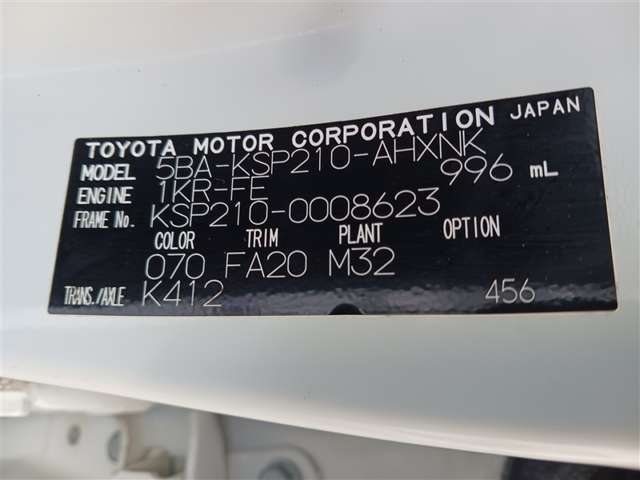 TOYOTA MOTOR CORPORATION JAPAN
MODEL 5BA-KSP210-AHXNK
ENGINE 1KR-FE 996 mL
FRAME No. KSP210-0008623
COLOR TRIM PLANT OPTION
070 FA20 M32
TRANS./AXLE K412 456